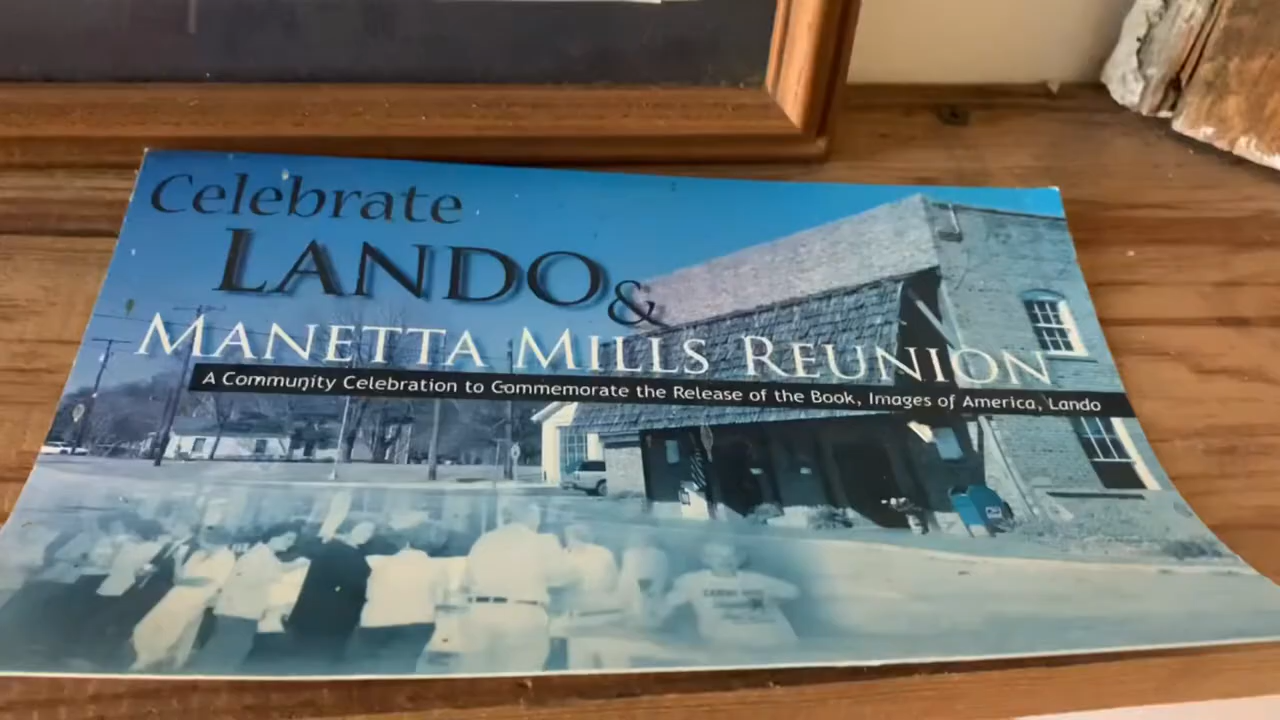 Celebrate
LANDO &
MANETTA MILLS REUNION
A Community Celebration to Commemorate the Release of the Book, Images of America, Lando